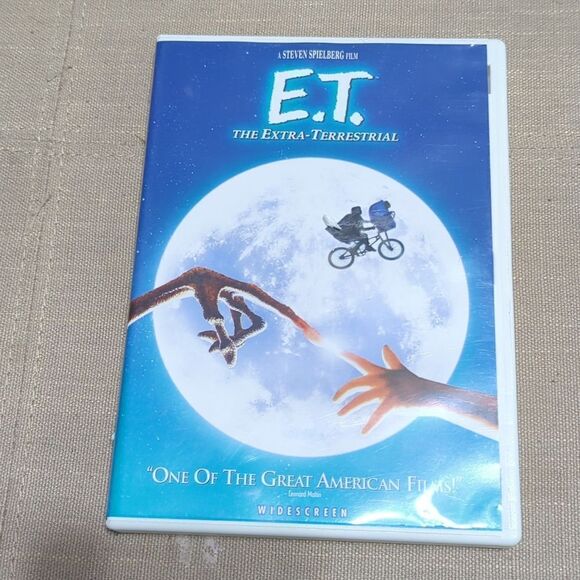 A STEVEN SPIELBERG FILM
E.T.
THE EXTRA-TERRESTRIAL
"ONE OF THE GREAT AMERICAN FILMS!"
Leonard Maltin
WIDESCREEN